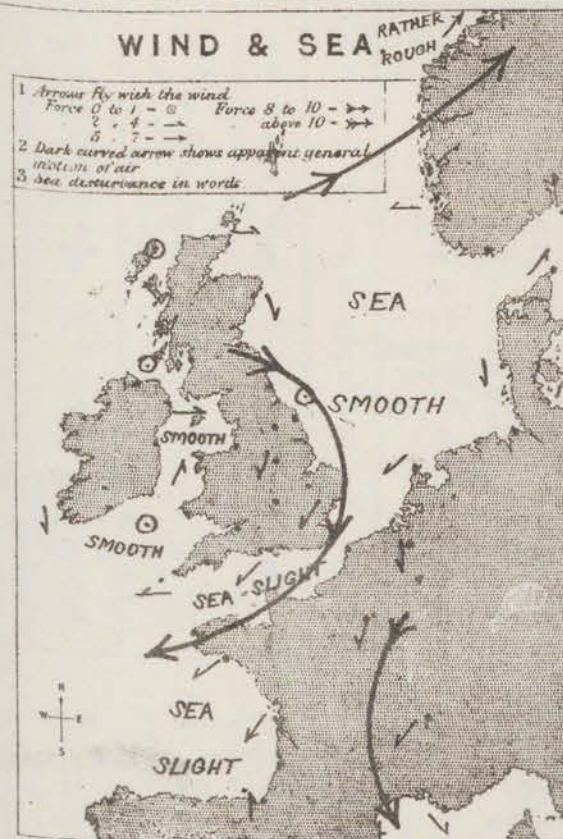 WIND & SEA.
1 Arrows fly with the wind
Force 0 to 1 - ⊙ Force 8 to 10 -
2 " 4 - above 10 -
5 " 7 -
2 Dark curved arrow shows apparent general
motion of air
3 Sea disturbance in words
RATHER
ROUGH
SEA
SMOOTH
SMOOTH
SMOOTH
SEA SLIGHT
SEA
SLIGHT
N
W E
S